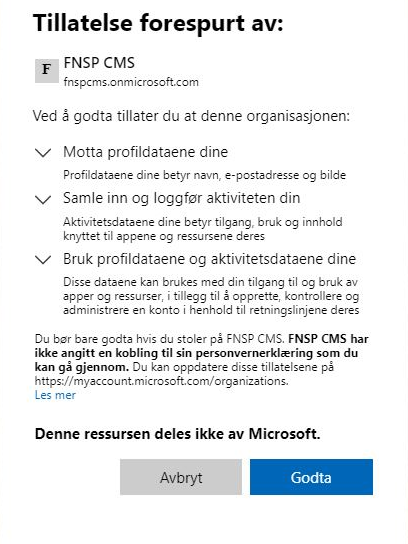 Tillatelse forespurt av:
F
FNSP CMS
fnspcms.onmicrosoft.com
Ved å godta tillater du at denne organisasjonen:
Motta profildataene dine
Profildataene dine betyr navn, e-postadresse og bilde
Samle inn og loggfør aktiviteten din
Aktivitetsdataene dine betyr tilgang, bruk og innhold
knyttet til appene og ressursene deres
Bruk profildataene og aktivitetsdataene dine
Disse dataene kan brukes med din tilgang til og bruk av
apper og ressurser, i tillegg til å opprette, kontrollere og
administrere en konto i henhold til retningslinjene deres
Du bør bare godta hvis du stoler på FNSP CMS. FNSP CMS har
ikke angitt en kobling til sin personvernerklæring som du
kan gå gjennom. Du kan oppdatere disse tillatelsene på
https://myaccount.microsoft.com/organizations.
Les mer
Denne ressursen deles ikke av Microsoft.
Avbryt
Godta